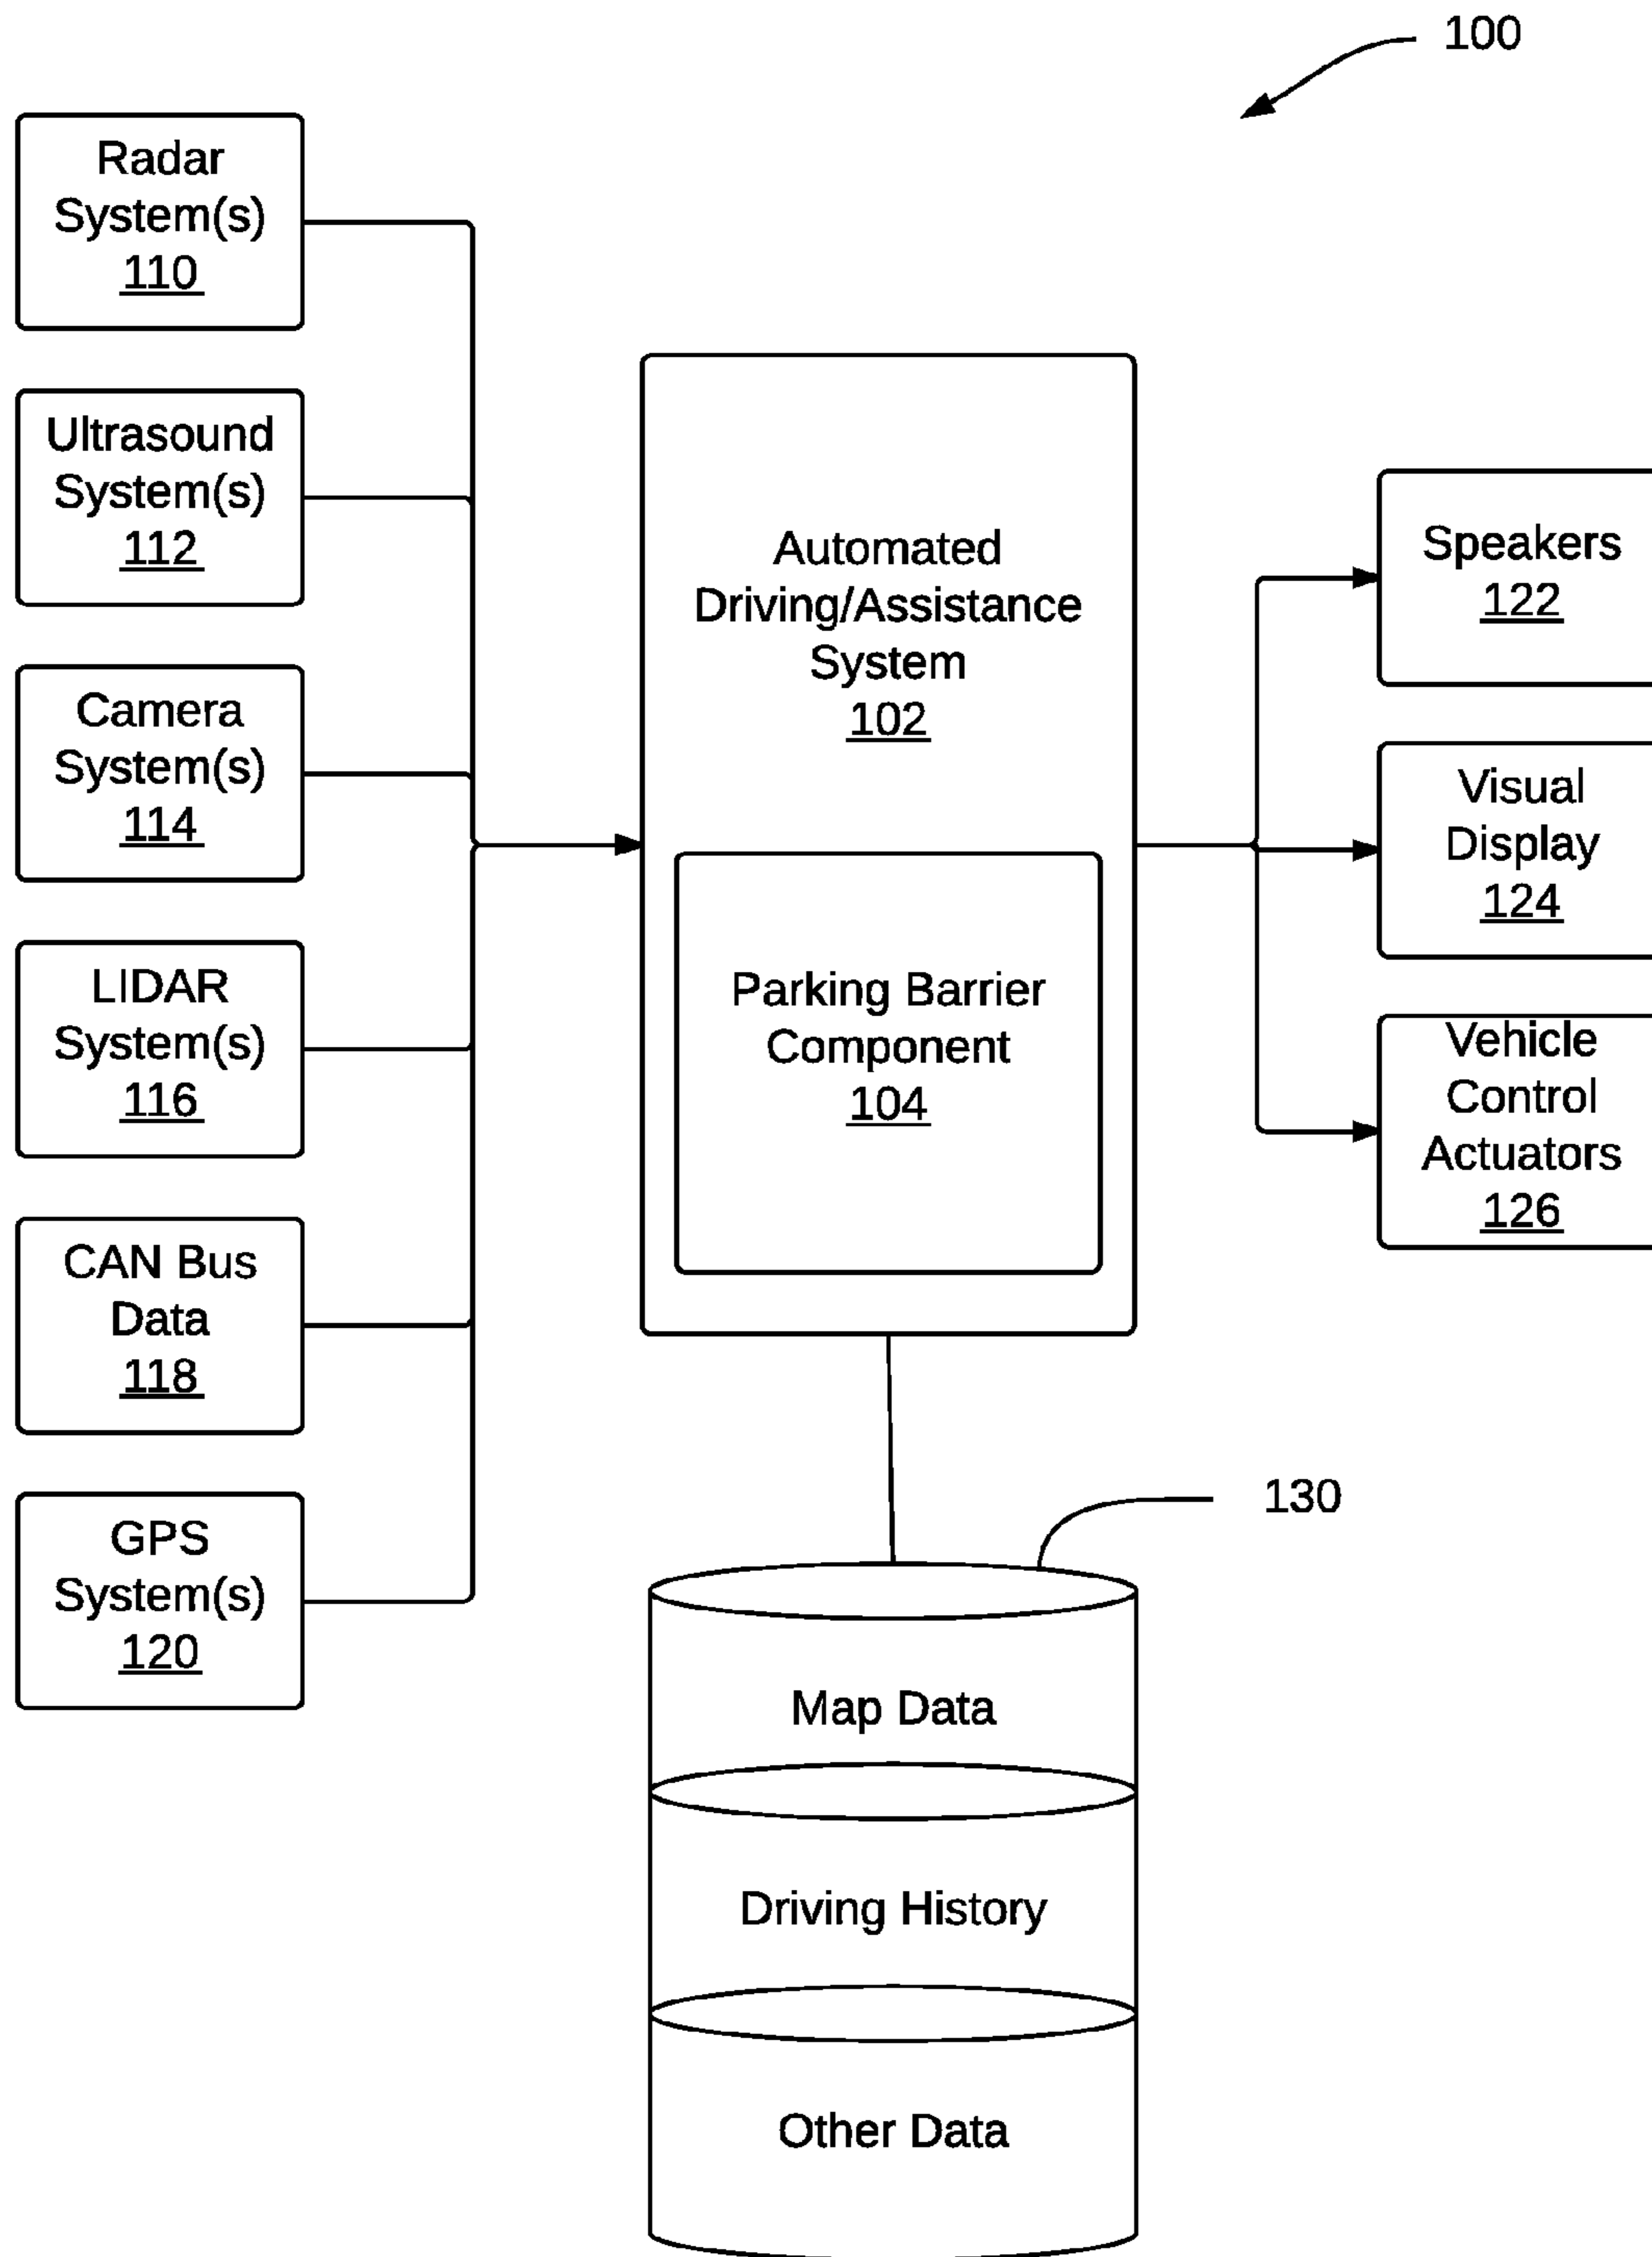 100
Radar
System(s)
110
Ultrasound
System(s)
112
Camera
System(s)
114
LIDAR
System(s)
116
CAN Bus
Data
118
GPS
System(s)
120
Automated
Driving/Assistance
System
102
Parking Barrier
Component
104
Speakers
122
Visual
Display
124
Vehicle
Control
Actuators
126
130
Map Data
Driving History
Other Data